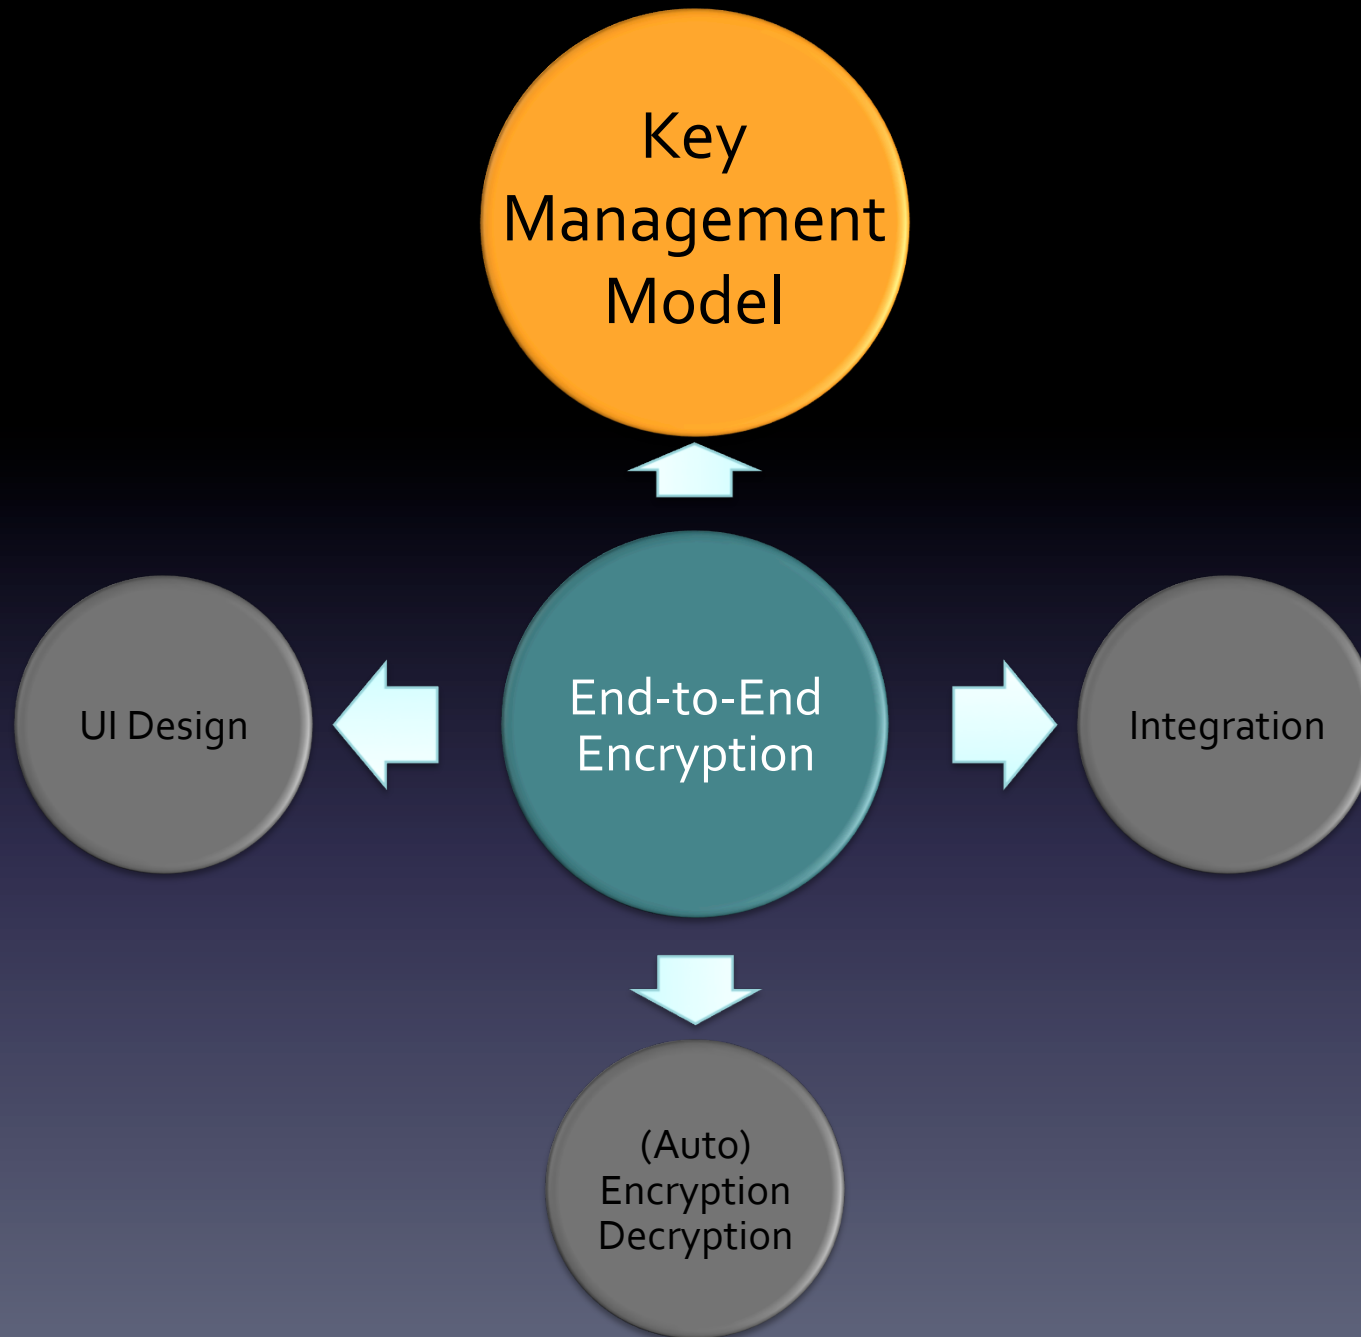 Key
Management
Model
UI Design
End-to-End
Encryption
Integration
(Auto)
Encryption
Decryption